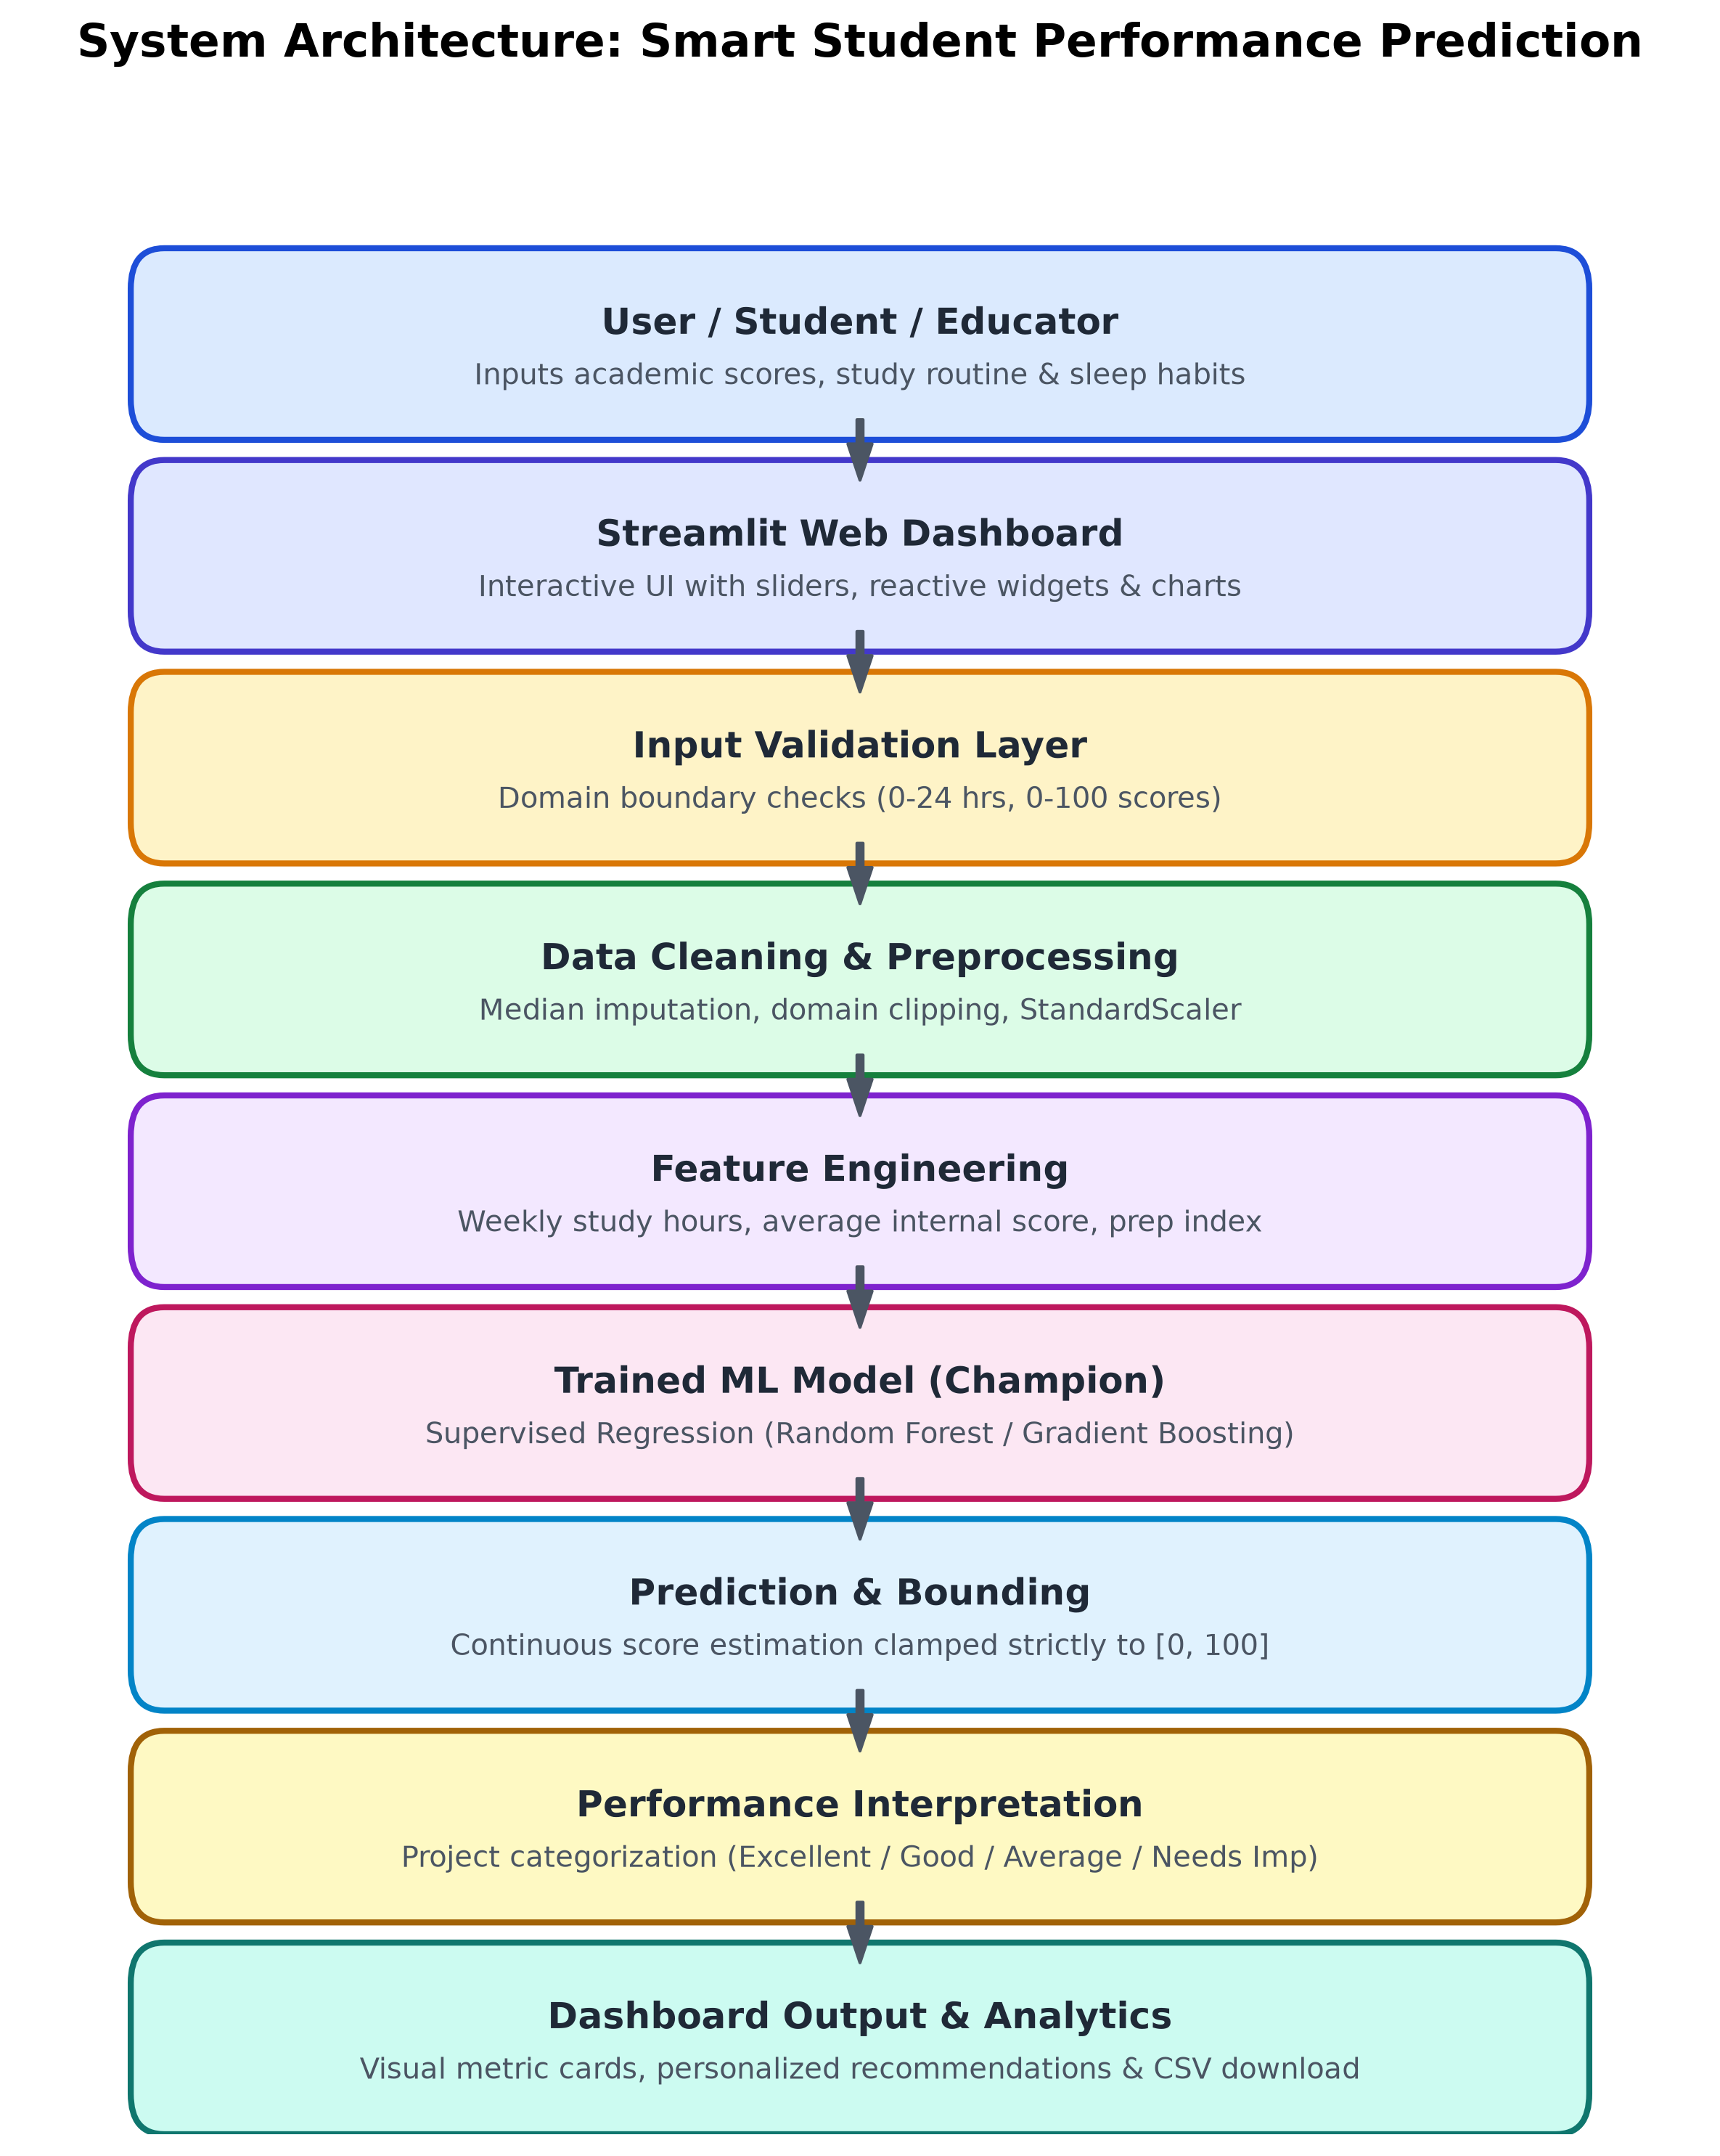 System Architecture: Smart Student Performance Prediction
User / Student / Educator
Inputs academic scores, study routine & sleep habits
Streamlit Web Dashboard
Interactive UI with sliders, reactive widgets & charts
Input Validation Layer
Domain boundary checks (0-24 hrs, 0-100 scores)
Data Cleaning & Preprocessing
Median imputation, domain clipping, StandardScaler
Feature Engineering
Weekly study hours, average internal score, prep index
Trained ML Model (Champion)
Supervised Regression (Random Forest / Gradient Boosting)
Prediction & Bounding
Continuous score estimation clamped strictly to [0, 100]
Performance Interpretation
Project categorization (Excellent / Good / Average / Needs Imp)
Dashboard Output & Analytics
Visual metric cards, personalized recommendations & CSV download